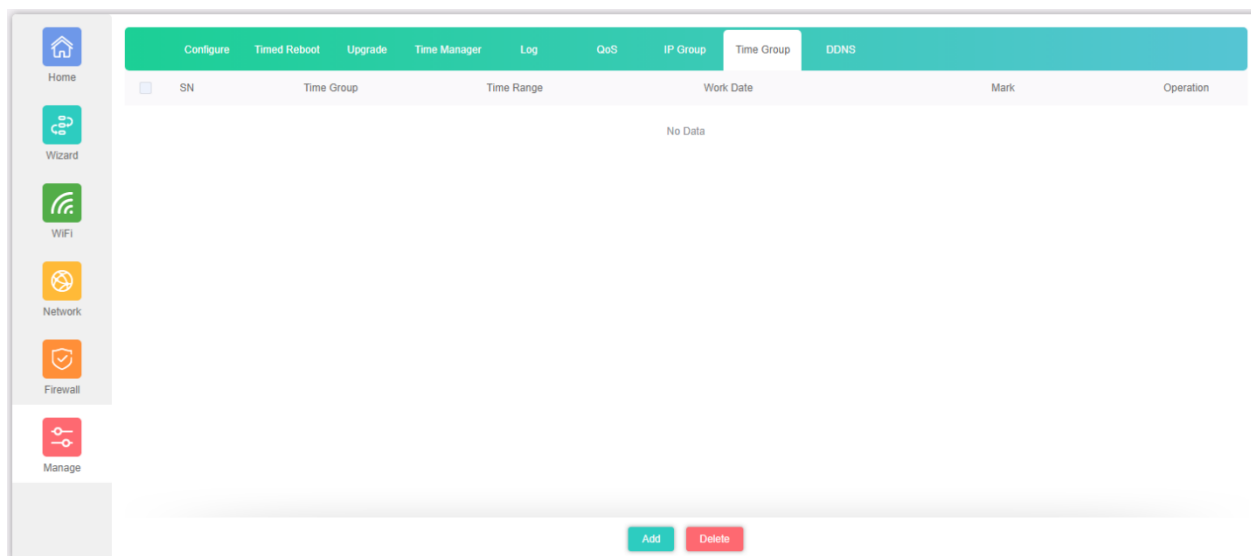 Configure Timed Reboot Upgrade Time Manager Log QoS IP Group Time Group DDNS
Home
SN Time Group Time Range Work Date Mark Operation
No Data
Wizard
WiFi
Network
Firewall
Manage
Add Delete